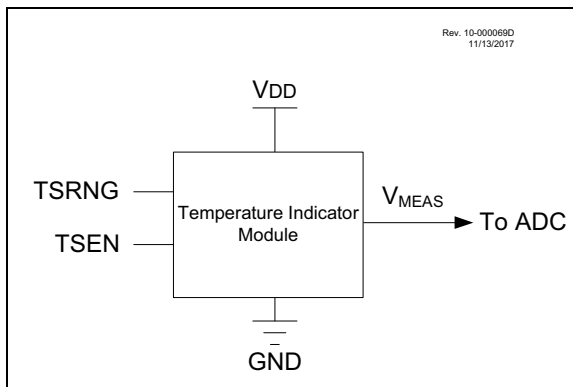 Rev. 10-000069D
11/13/2017
VDD
TSRNG
TSEN
Temperature Indicator
Module
VMEAS
To ADC
GND